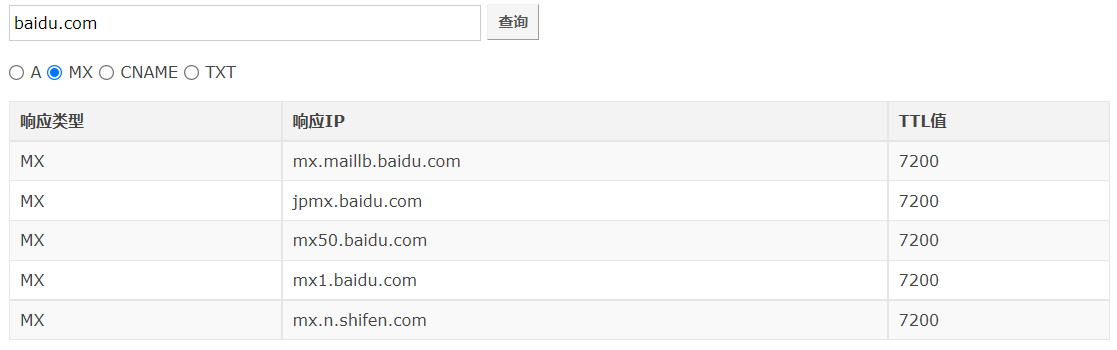 baidu.com 查询
A MX CNAME TXT
响应类型 响应IP TTL值
MX mx.maillb.baidu.com 7200
MX jpmx.baidu.com 7200
MX mx50.baidu.com 7200
MX mx1.baidu.com 7200
MX mx.n.shifen.com 7200